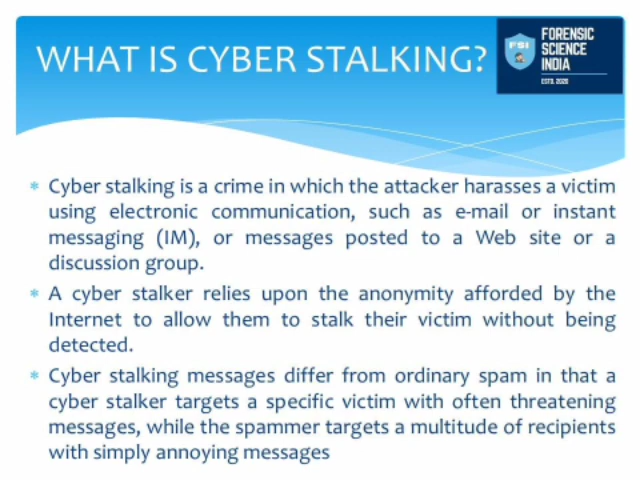 WHAT IS CYBER STALKING?
FSI
FORENSIC
SCIENCE
INDIA
ESTD. 2020
* Cyber stalking is a crime in which the attacker harasses a victim
using electronic communication, such as e-mail or instant
messaging (IM), or messages posted to a Web site or a
discussion group.
* A cyber stalker relies upon the anonymity afforded by the
Internet to allow them to stalk their victim without being
detected.
* Cyber stalking messages differ from ordinary spam in that a
cyber stalker targets a specific victim with often threatening
messages, while the spammer targets a multitude of recipients
with simply annoying messages